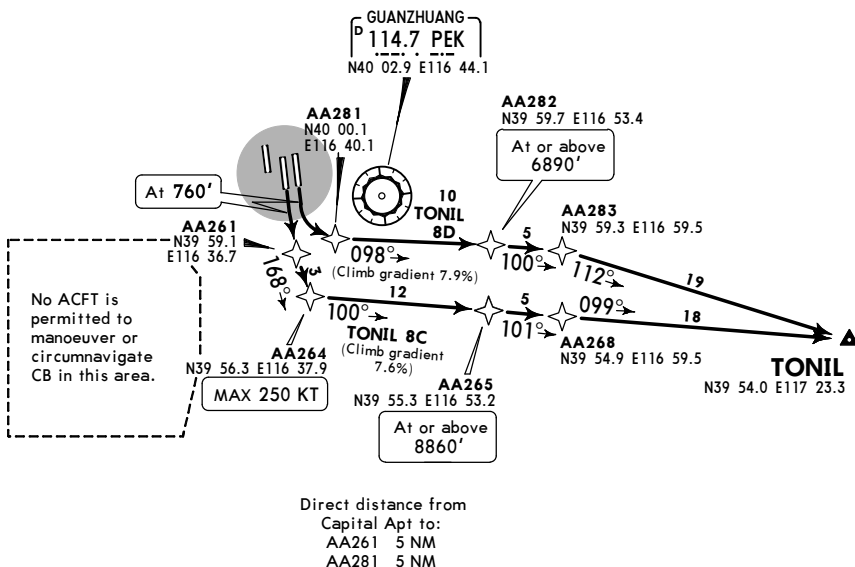 GUANZHUANG
D 114.7 PEK
N40 02.9 E116 44.1
AA281
N40 00.1
E116 40.1
AA282
N39 59.7 E116 53.4
At or above
6890'
At 760'
10
TONIL
8D
AA283
N39 59.3 E116 59.5
AA261
N39 59.1
E116 36.7
098°
(Climb gradient 7.9%)
5
100°
112°
19
168°
3
No ACFT is
permitted to
manoeuver or
circumnavigate
CB in this area.
12
100°
TONIL 8C
(Climb gradient
7.6%)
5
101°
099°
18
AA264
N39 56.3 E116 37.9
MAX 250 KT
AA265
N39 55.3 E116 53.2
At or above
8860'
AA268
N39 54.9 E116 59.5
TONIL
N39 54.0 E117 23.3
Direct distance from
Capital Apt to:
AA261 5 NM
AA281 5 NM